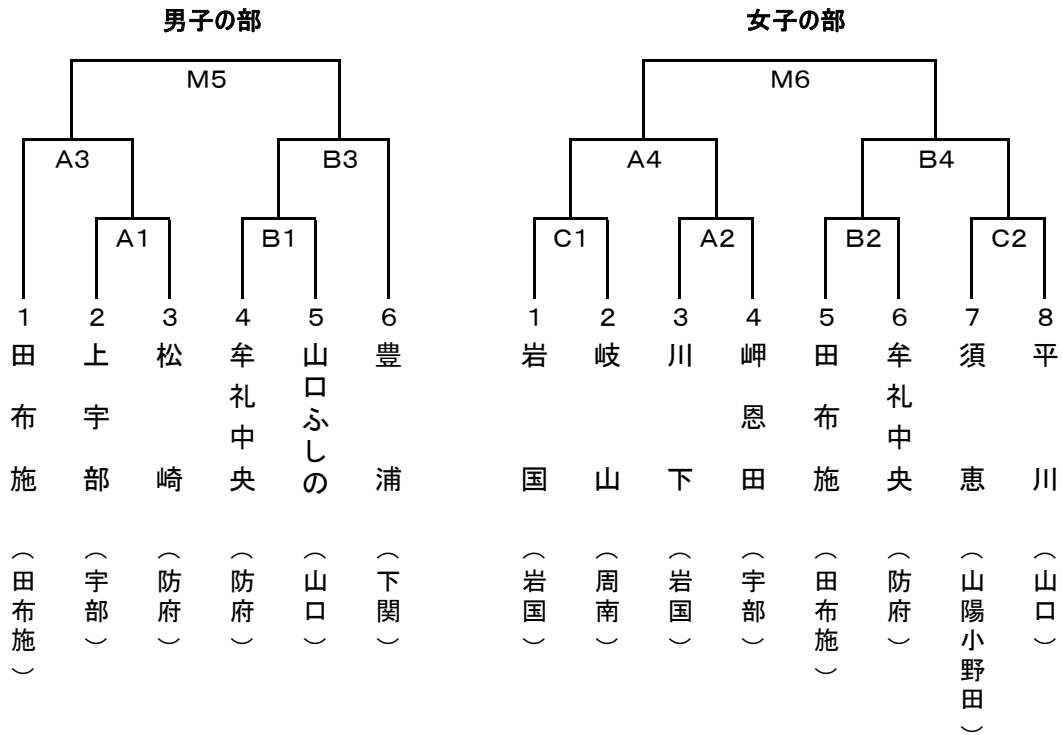 男子の部
女子の部
M5
M6
A3
B3
A4
B4
A1
B1
C1
A2
B2
C2
1
2
3
4
5
6
1
2
3
4
5
6
7
8
田布施
上宇部
松崎
牟礼中央
山口ふしの
豊浦
岩国
岐山
川下
岬恩田
田布施
牟礼中央
須恵
平川
（田布施）
（宇部）
（防府）
（防府）
（山口）
（下関）
（岩国）
（周南）
（岩国）
（宇部）
（田布施）
（防府）
（山陽小野田）
（山口）